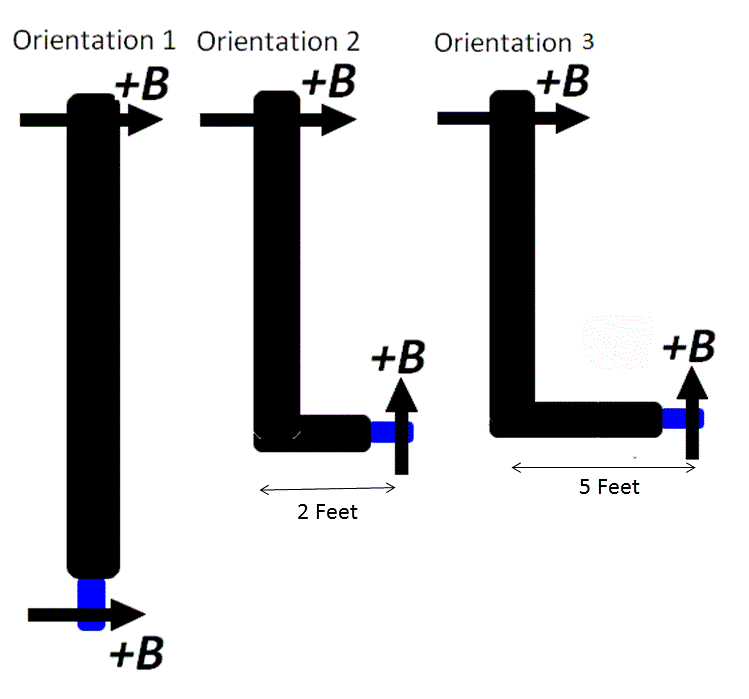 Orientation 1 Orientation 2 Orientation 3
+B +B +B
+B +B
2 Feet 5 Feet
+B